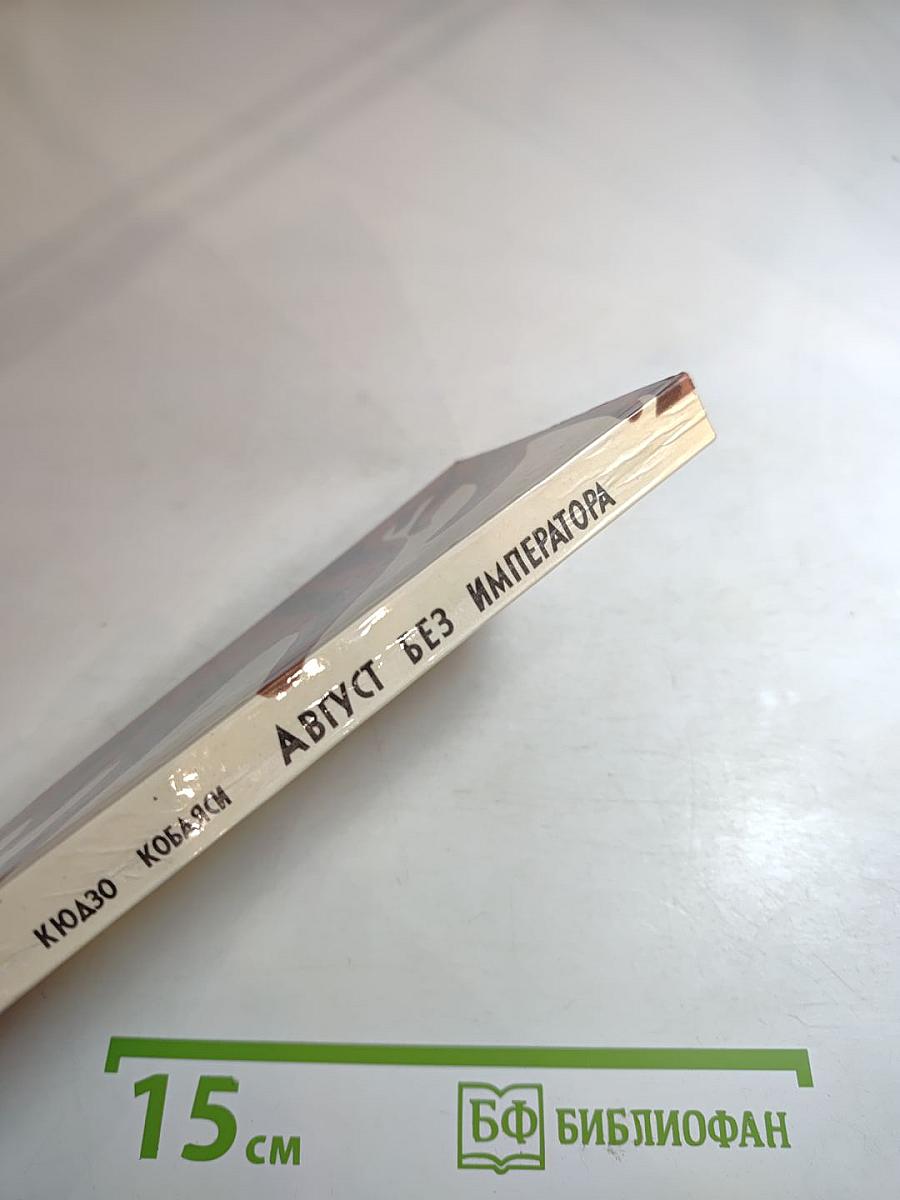 КЮДЗО КОБАЯСИ АВГУСТ БЕЗ ИМПЕРАТОРА
15 см
БФ БИБЛИОФАН